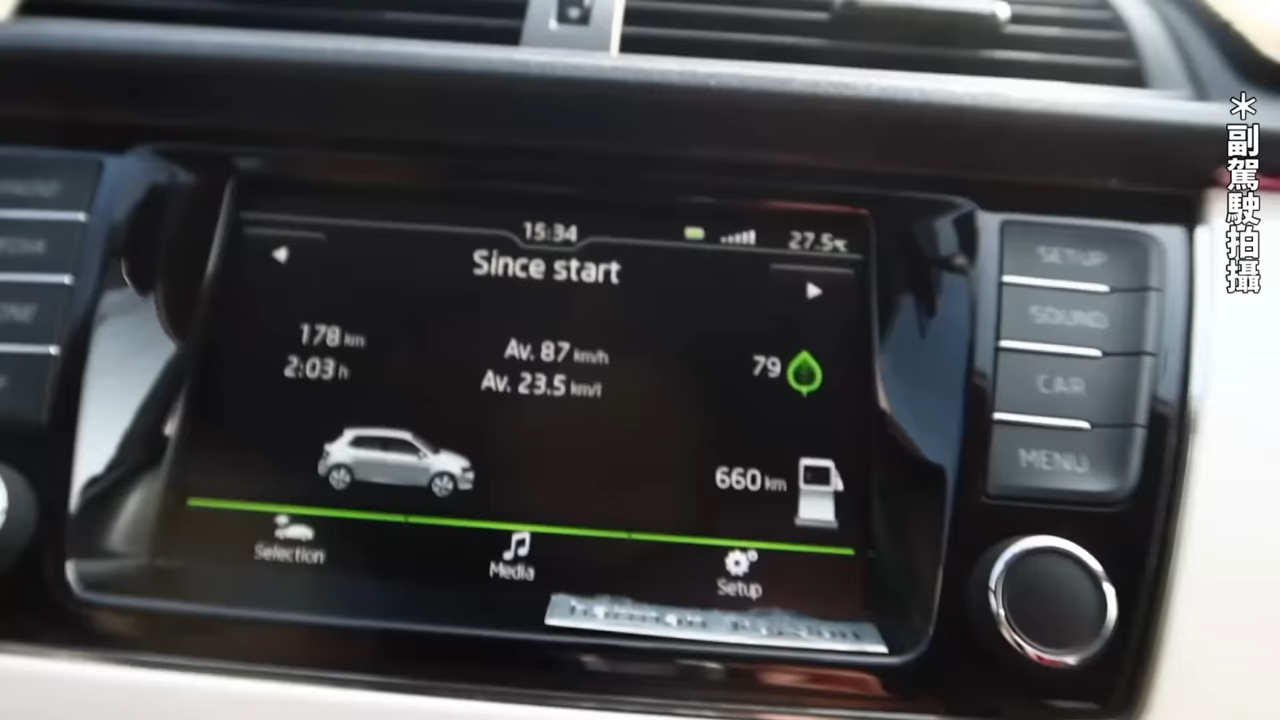 15:34
27.5°C
Since start
178 km
2:03 h
Av. 87 km/h
Av. 23.5 km/l
79
660 km
Selection
Media
Setup
SETUP
SOUND
CAR
MENU
*副駕駛拍攝